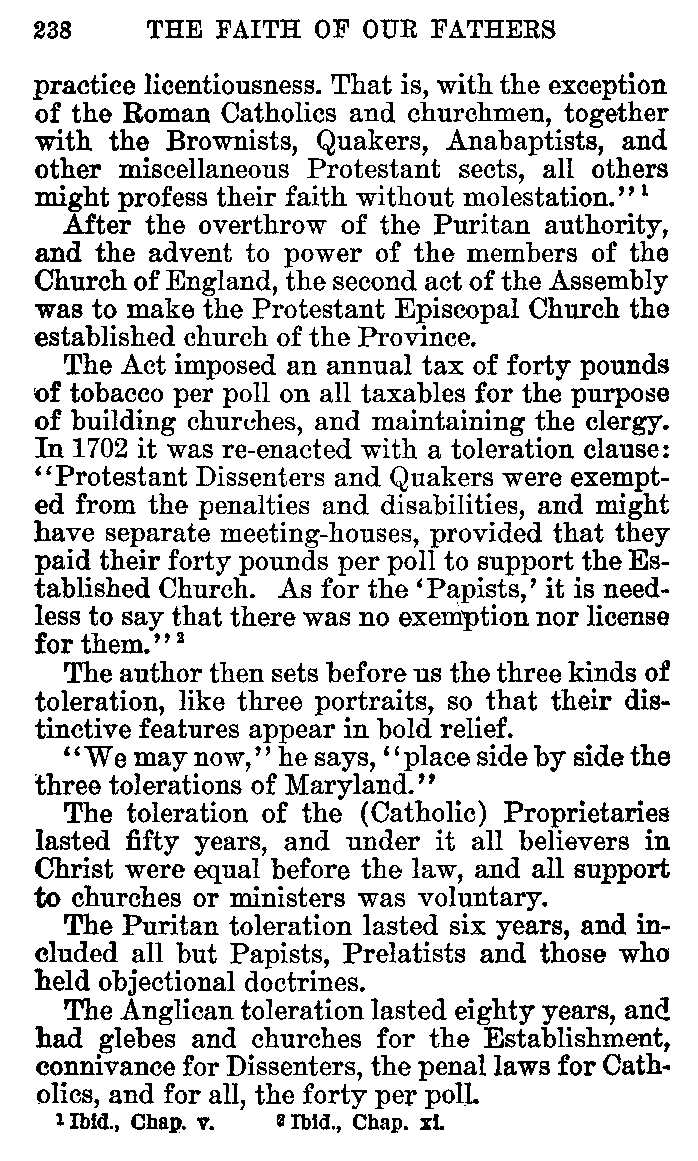 238 THE FAITH OF OUR FATHERS
practice licentiousness. That is, with the exception
of the Roman Catholics and churchmen, together
with the Brownists, Quakers, Anabaptists, and
other miscellaneous Protestant sects, all others
might profess their faith without molestation.'' 1
After the overthrow of the Puritan authority,
and the advent to power of the members of the
Church of England, the second act of the Assembly
was to make the Protestant Episcopal Church the
established church of the Province.
The Act imposed an annual tax of forty pounds
of tobacco per poll on all taxables for the purpose
of building churches, and maintaining the clergy.
In 1702 it was re-enacted with a toleration clause:
''Protestant Dissenters and Quakers were exempt-
ed from the penalties and disabilities, and might
have separate meeting-houses, provided that they
paid their forty pounds per poll to support the Es-
tablished Church. As for the 'Papists,' it is need-
less to say that there was no exemption nor license
for them.'' 2
The author then sets before us the three kinds of
toleration, like three portraits, so that their dis-
tinctive features appear in bold relief.
''We may now,'' he says, ''place side by side the
three tolerations of Maryland.''
The toleration of the (Catholic) Proprietaries
lasted fifty years, and under it all believers in
Christ were equal before the law, and all support
to churches or ministers was voluntary.
The Puritan toleration lasted six years, and in-
cluded all but Papists, Prelatists and those who
held objectional doctrines.
The Anglican toleration lasted eighty years, and
had glebes and churches for the Establishment,
connivance for Dissenters, the penal laws for Cath-
olics, and for all, the forty per poll.
1 Ibid., Chap. v. 2 Ibid., Chap. xi.